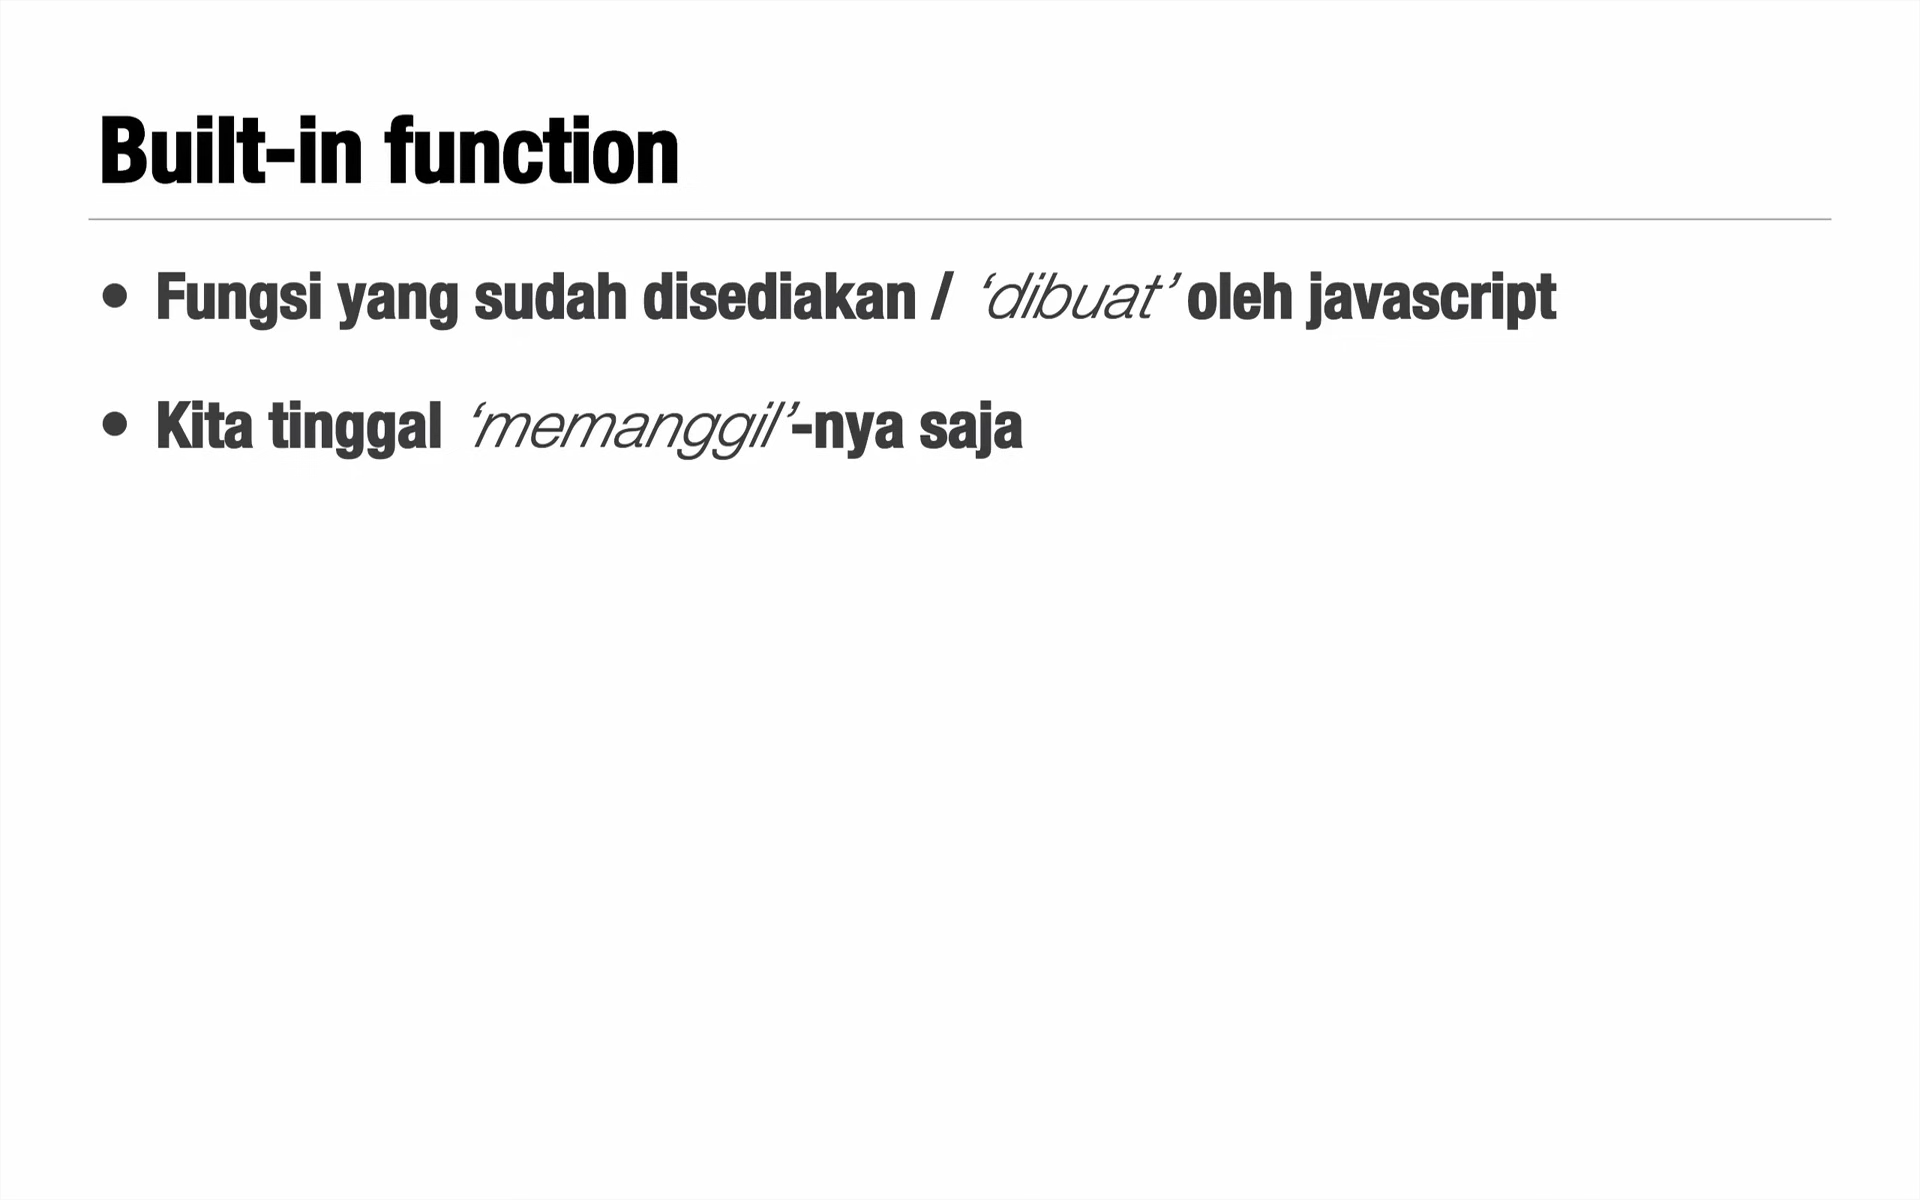 Built-in function
• Fungsi yang sudah disediakan / ‘dibuat’ oleh javascript
• Kita tinggal ‘memanggil’-nya saja